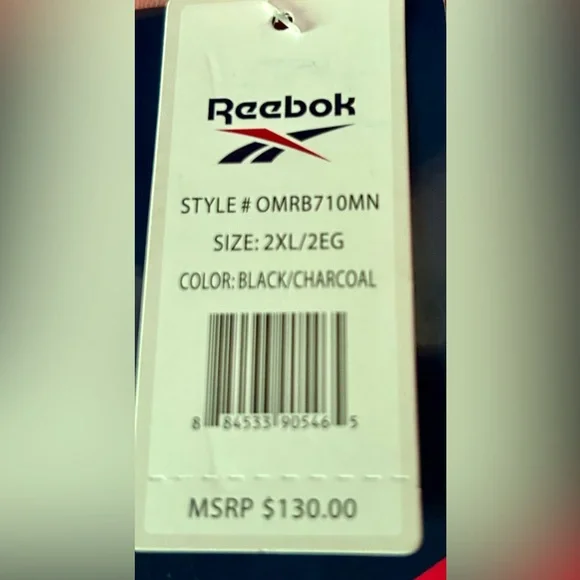 Reebok
STYLE # OMRB710MN
SIZE: 2XL/2EG
COLOR: BLACK/CHARCOAL
8 84533 90546 5
MSRP $130.00